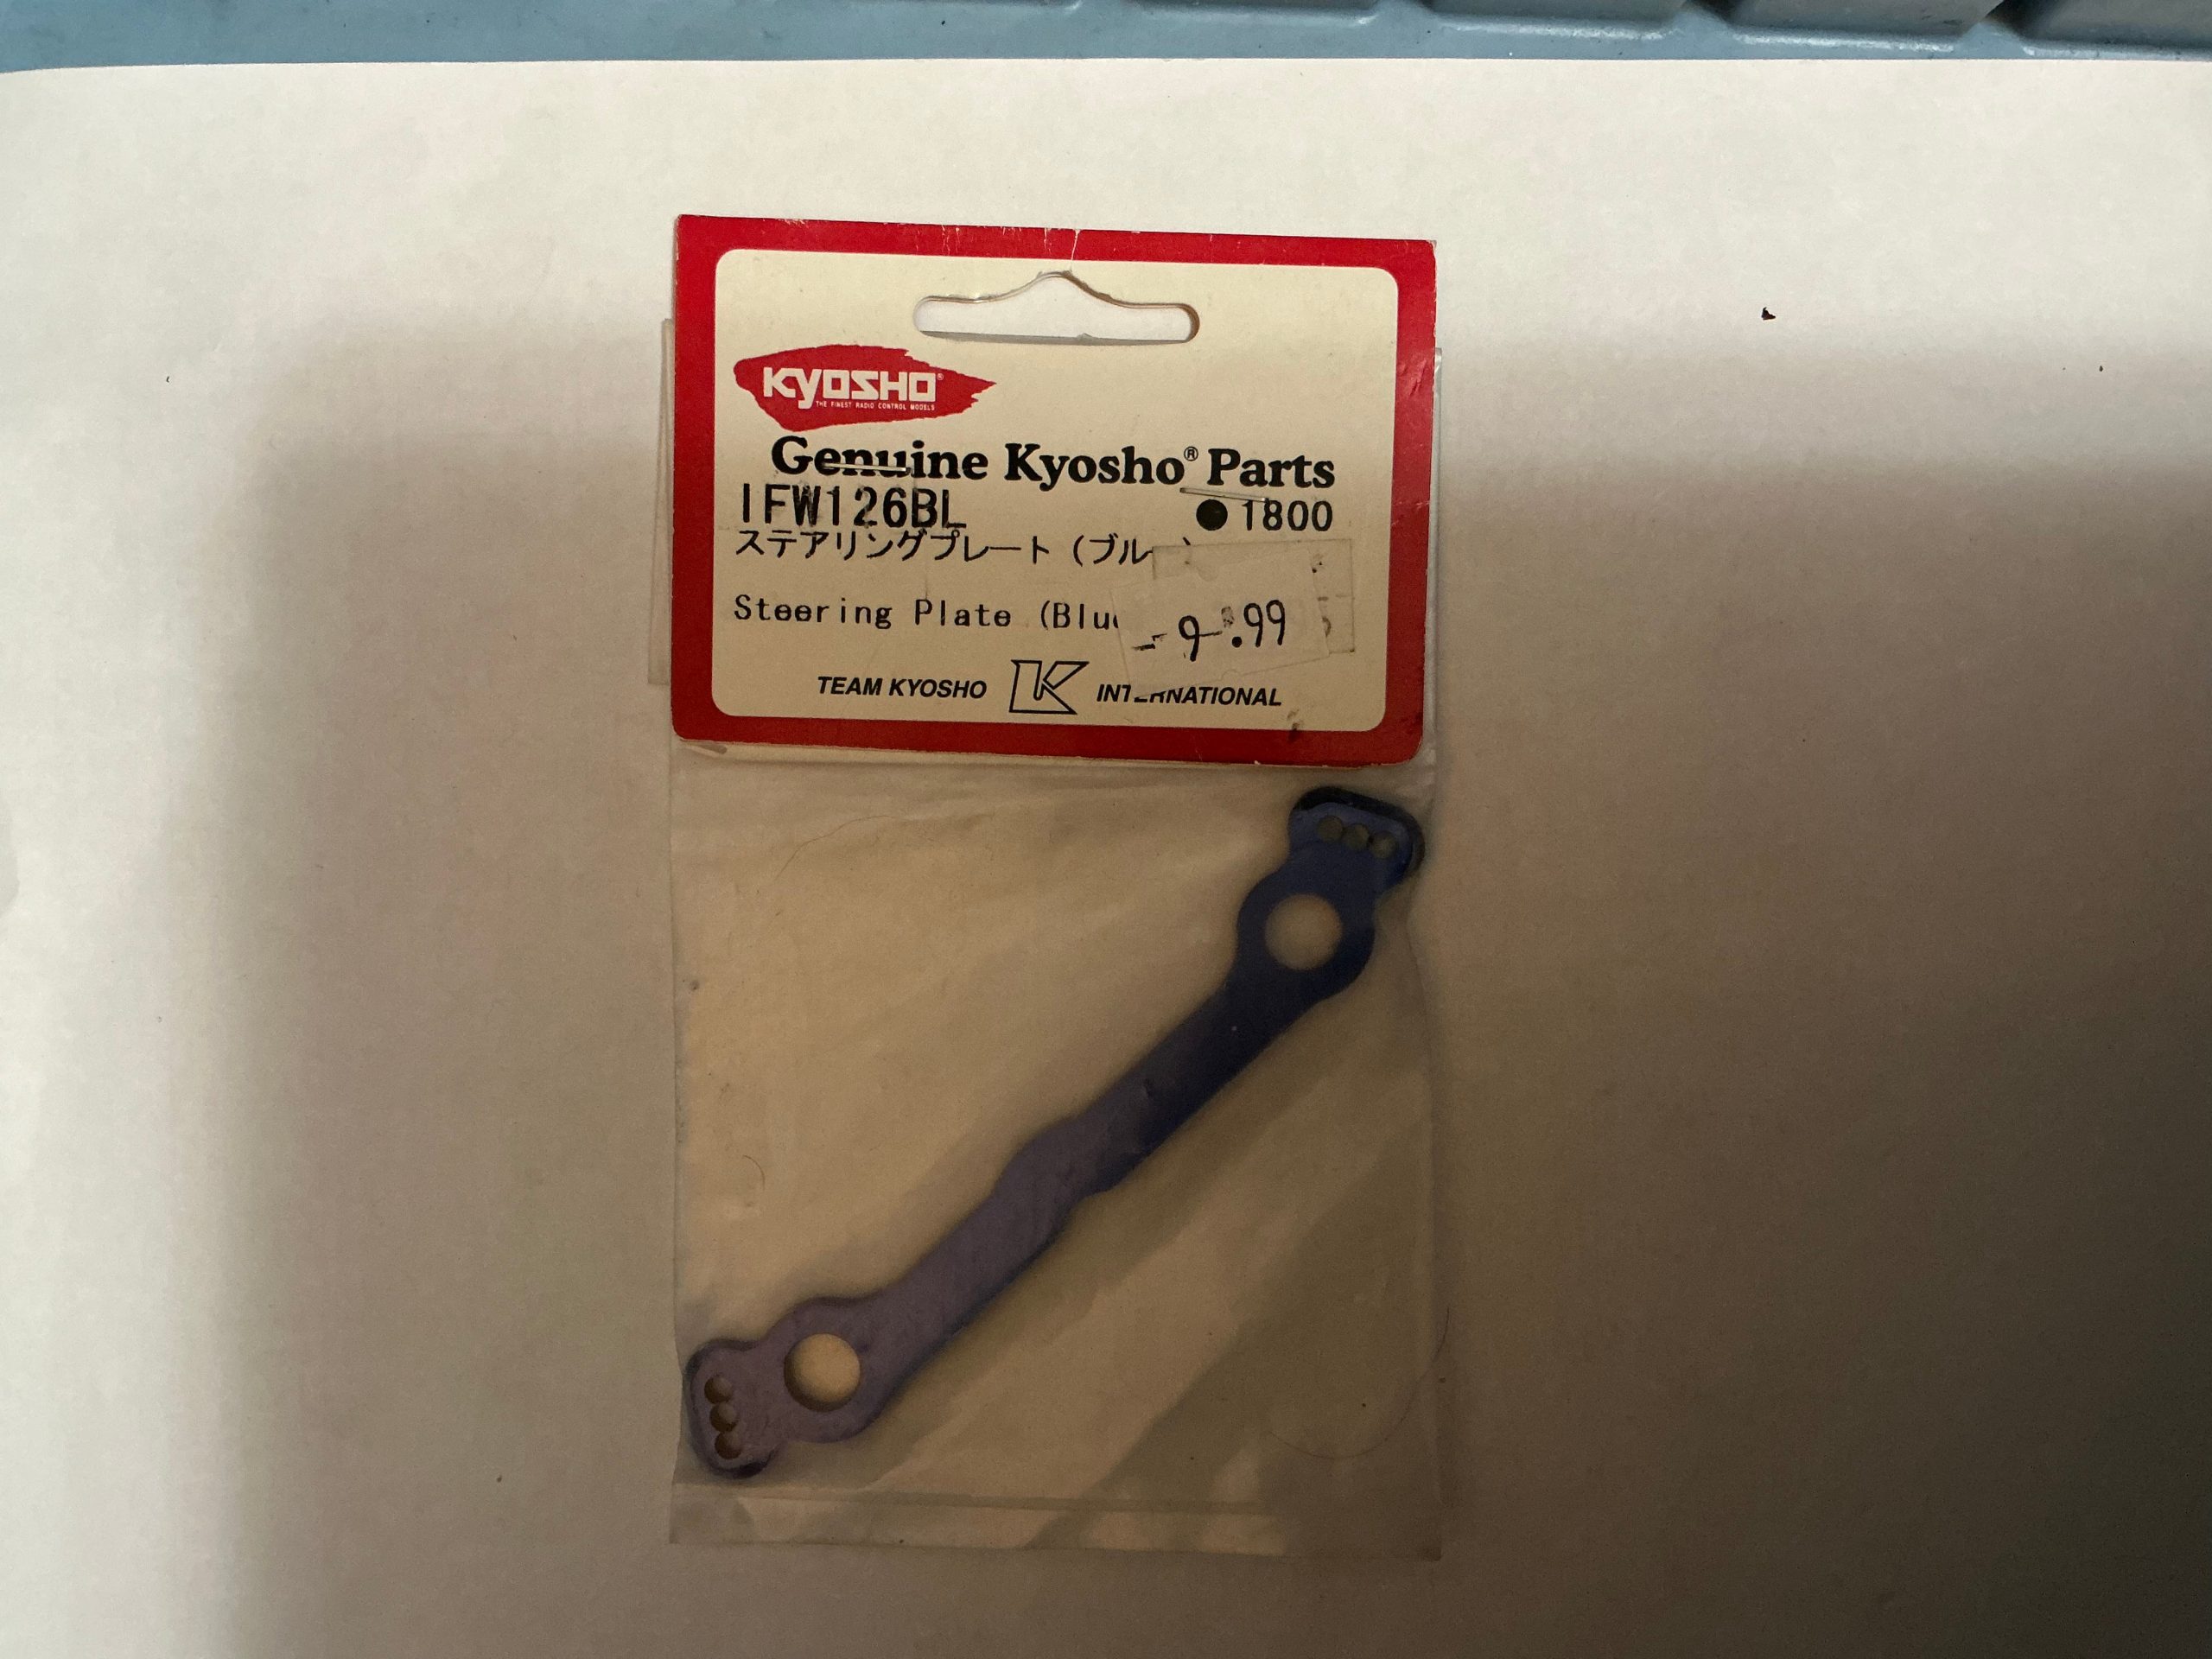 KYOSHO®
THE FINEST RADIO CONTROL MODELS
Genuine Kyosho® Parts
IFW126BL ●1800
ステアリングプレート (ブルー)
Steering Plate (Blu
.99
TEAM KYOSHO K INTERNATIONAL